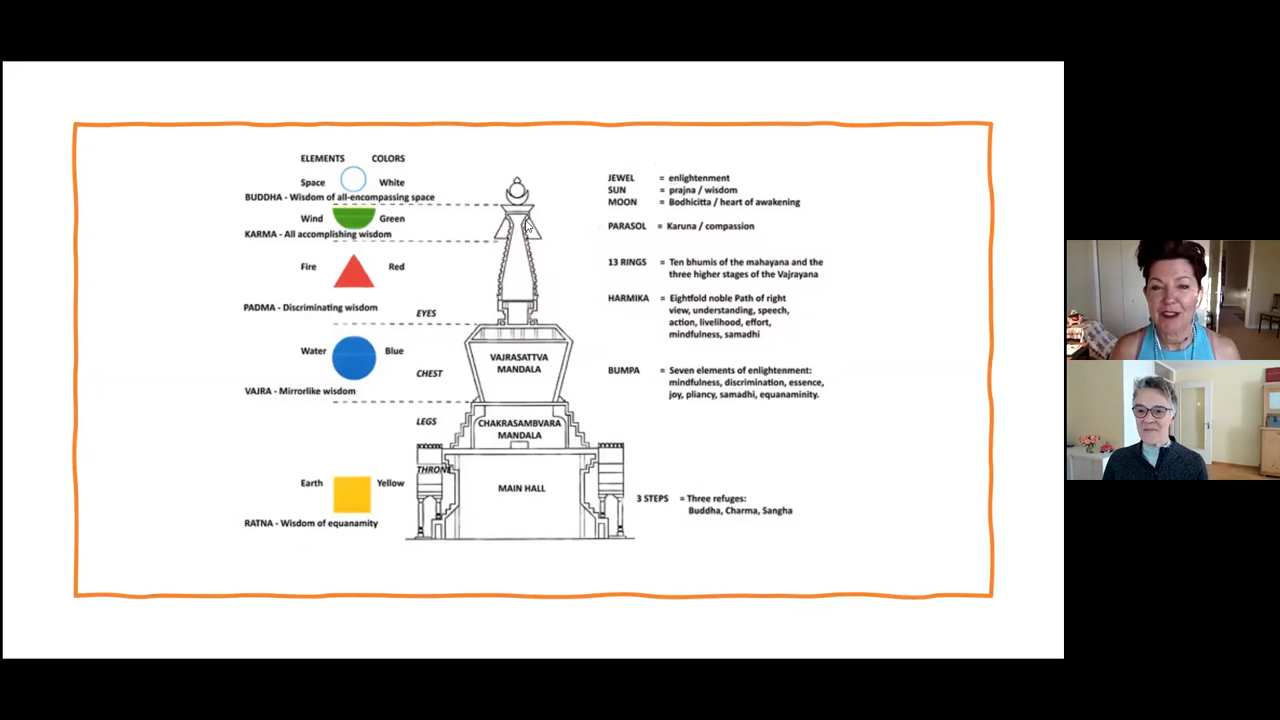 ELEMENTS COLORS
Space White
BUDDHA - Wisdom of all-encompassing space
Wind Green
KARMA - All accomplishing wisdom
Fire Red
PADMA - Discriminating wisdom
Water Blue
VAJRA - Mirrorlike wisdom
Earth Yellow
RATNA - Wisdom of equanamity
EYES
CHEST
LEGS
THRONE
VAJRASATTVA
MANDALA
CHAKRASAMBVARA
MANDALA
MAIN HALL
JEWEL = enlightenment
SUN = prajna / wisdom
MOON = Bodhicitta / heart of awakening
PARASOL = Karuna / compassion
13 RINGS = Ten bhumis of the mahayana and the
three higher stages of the Vajrayana
HARMIKA = Eightfold noble Path of right
view, understanding, speech,
action, livelihood, effort,
mindfulness, samadhi
BUMPA = Seven elements of enlightenment:
mindfulness, discrimination, essence,
joy, pliancy, samadhi, equanaminity.
3 STEPS = Three refuges:
Buddha, Charma, Sangha